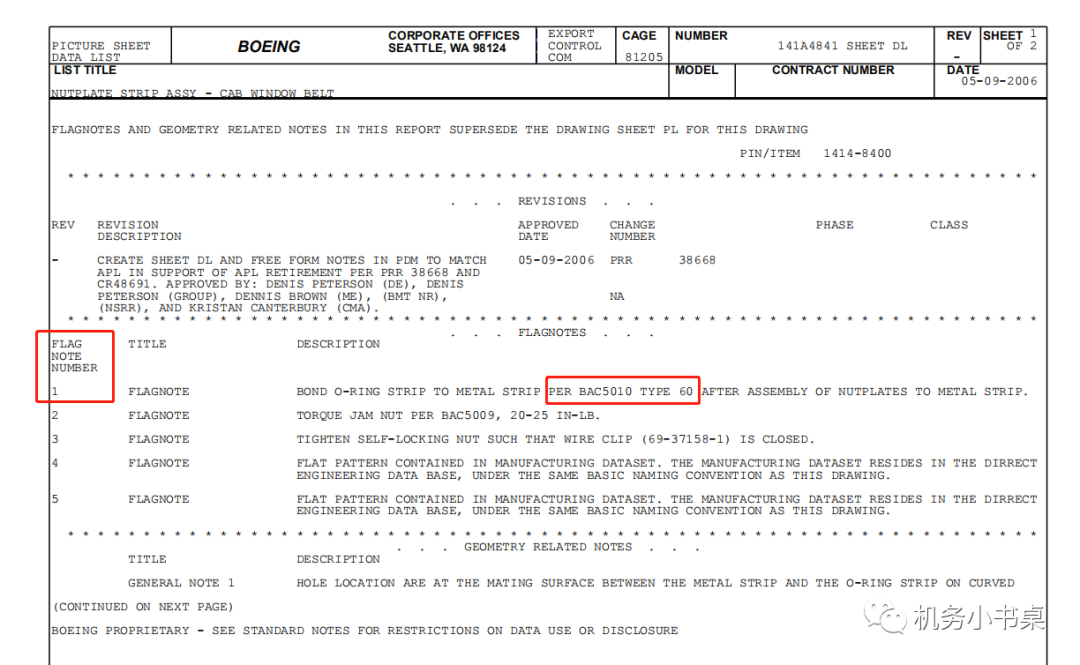 PICTURE SHEET
DATA LIST
BOEING
CORPORATE OFFICES
SEATTLE, WA 98124
EXPORT
CONTROL
COM
CAGE
81205
NUMBER
141A4841 SHEET DL
REV
-
SHEET 1
OF 2
LIST TITLE
NUTPLATE STRIP ASSY - CAB WINDOW BELT
MODEL
CONTRACT NUMBER
DATE
05-09-2006
FLAGNOTES AND GEOMETRY RELATED NOTES IN THIS REPORT SUPERSEDE THE DRAWING SHEET PL FOR THIS DRAWING
PIN/ITEM 1414-8400
* * * * * * * * * * * * * * * * * * * * * * * * * * * * * * * * * * * * * * * * * * * * * * * * * * * * * * * * * * * * * * * *
. . . REVISIONS . . .
REV REVISION APPROVED CHANGE PHASE CLASS
DESCRIPTION DATE NUMBER
- CREATE SHEET DL AND FREE FORM NOTES IN PDM TO MATCH 05-09-2006 PRR 38668
APL IN SUPPORT OF APL RETIREMENT PER PRR 38668 AND
CR48691. APPROVED BY: DENIS PETERSON (DE), DENIS
PETERSON (GROUP), DENNIS BROWN (ME), (BMT NR), NA
(NSRR), AND KRISTAN CANTERBURY (CMA).
* * * * * * * * * * * * * * * * * * * * * * * * * * * * * * * * * * * * * * * * * * * * * * * * * * * * * * * * * * * * * * * *
. . . FLAGNOTES . . .
FLAG TITLE DESCRIPTION
NOTE
NUMBER
1 FLAGNOTE BOND O-RING STRIP TO METAL STRIP PER BAC5010 TYPE 60 AFTER ASSEMBLY OF NUTPLATES TO METAL STRIP.
2 FLAGNOTE TORQUE JAM NUT PER BAC5009, 20-25 IN-LB.
3 FLAGNOTE TIGHTEN SELF-LOCKING NUT SUCH THAT WIRE CLIP (69-37158-1) IS CLOSED.
4 FLAGNOTE FLAT PATTERN CONTAINED IN MANUFACTURING DATASET. THE MANUFACTURING DATASET RESIDES IN THE DIRRECT
ENGINEERING DATA BASE, UNDER THE SAME BASIC NAMING CONVENTION AS THIS DRAWING.
5 FLAGNOTE FLAT PATTERN CONTAINED IN MANUFACTURING DATASET. THE MANUFACTURING DATASET RESIDES IN THE DIRRECT
ENGINEERING DATA BASE, UNDER THE SAME BASIC NAMING CONVENTION AS THIS DRAWING.
* * * * * * * * * * * * * * * * * * * * * * * * * * * * * * * * * * * * * * * * * * * * * * * * * * * * * * * * * * * * * * * *
. . . GEOMETRY RELATED NOTES . . .
TITLE DESCRIPTION
GENERAL NOTE 1 HOLE LOCATION ARE AT THE MATING SURFACE BETWEEN THE METAL STRIP AND THE O-RING STRIP ON CURVED
(CONTINUED ON NEXT PAGE)
BOEING PROPRIETARY - SEE STANDARD NOTES FOR RESTRICTIONS ON DATA USE OR DISCLOSURE
机务小书桌